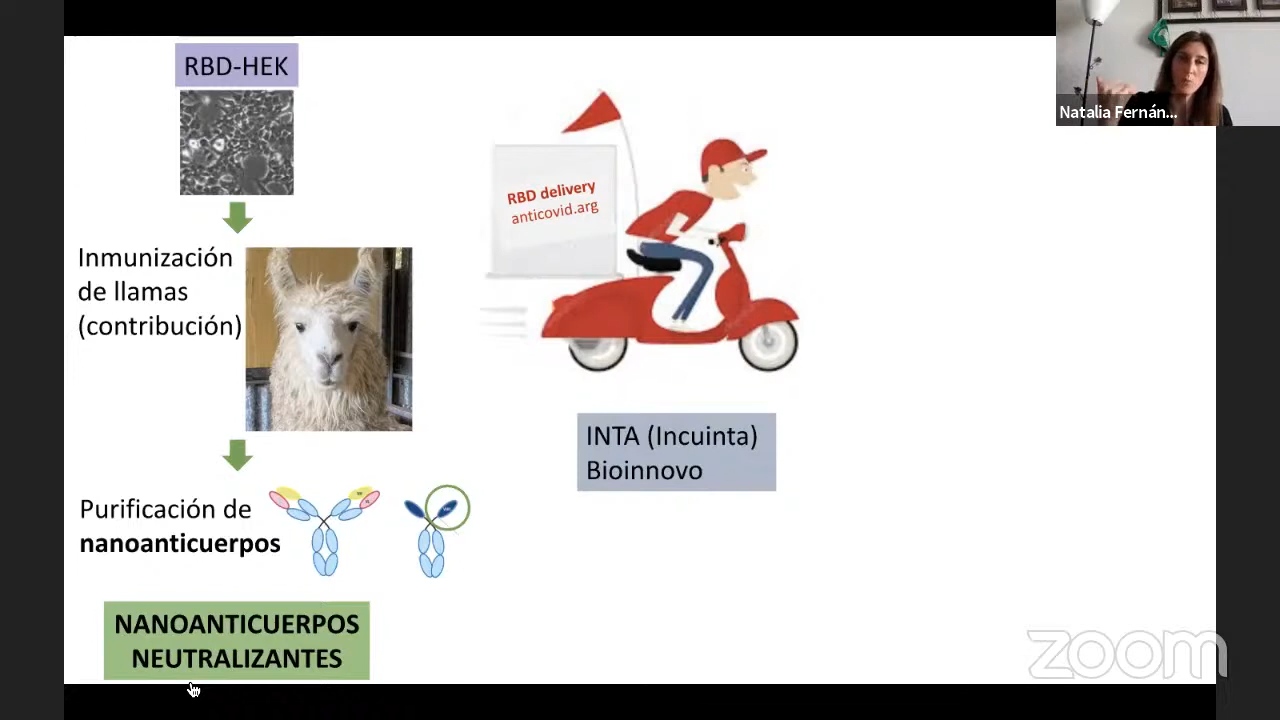 RBD-HEK
Inmunización
de llamas
(contribución)
Purificación de
nanoanticuerpos
NANOANTICUERPOS
NEUTRALIZANTES
RBD delivery
anticovid.arg
INTA (Incuinta)
Bioinnovo
Natalia Fernán...
zoom